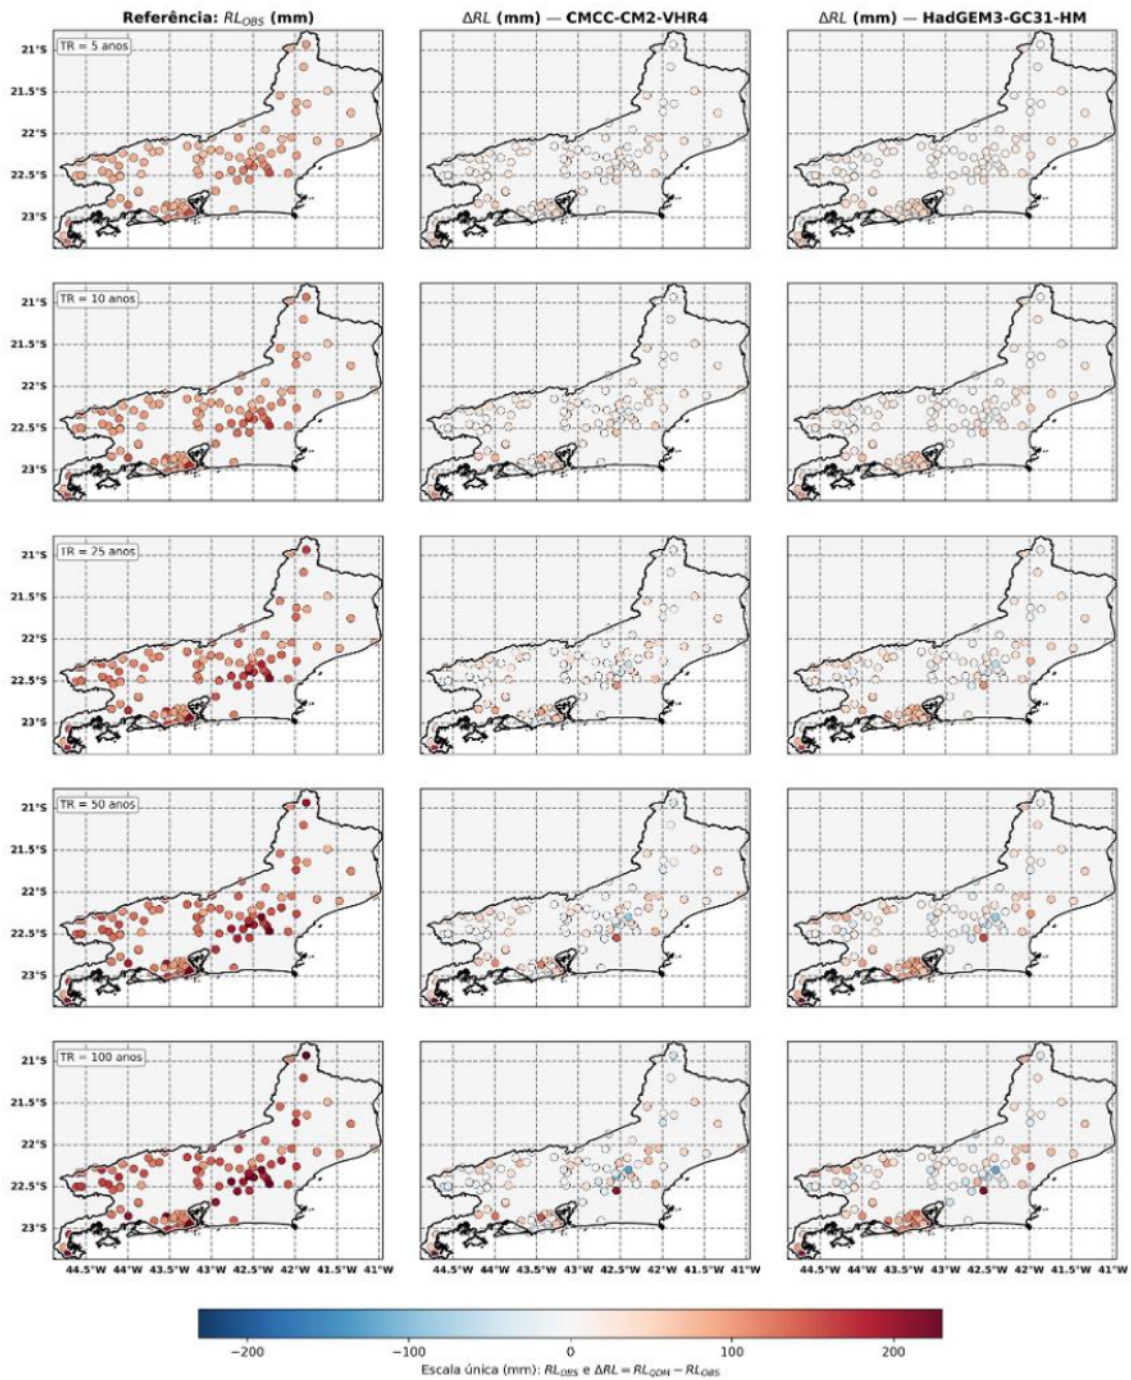 Referência: RL_OBS (mm)
ΔRL (mm) — CMCC-CM2-VHR4
ΔRL (mm) — HadGEM3-GC31-HM
TR = 5 anos
21°S
21.5°S
22°S
22.5°S
23°S
TR = 10 anos
21°S
21.5°S
22°S
22.5°S
23°S
TR = 25 anos
21°S
21.5°S
22°S
22.5°S
23°S
TR = 50 anos
21°S
21.5°S
22°S
22.5°S
23°S
TR = 100 anos
21°S
21.5°S
22°S
22.5°S
23°S
44.5°W 44°W 43.5°W 43°W 42.5°W 42°W 41.5°W 41°W
44.5°W 44°W 43.5°W 43°W 42.5°W 42°W 41.5°W 41°W
44.5°W 44°W 43.5°W 43°W 42.5°W 42°W 41.5°W 41°W
−200 −100 0 100 200
Escala única (mm): RL_OBS e ΔRL = RL_QDM − RL_OBS